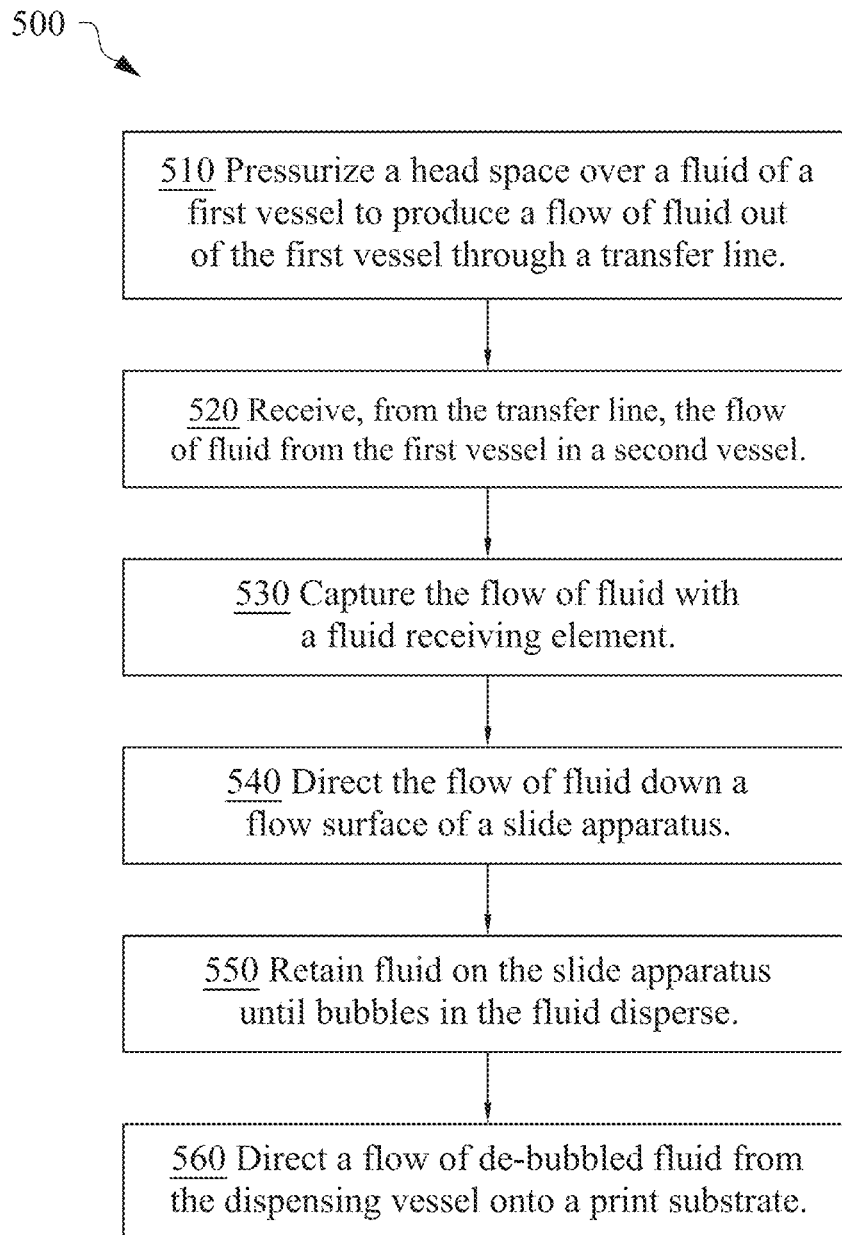 500
510 Pressurize a head space over a fluid of a
first vessel to produce a flow of fluid out
of the first vessel through a transfer line.
520 Receive, from the transfer line, the flow
of fluid from the first vessel in a second vessel.
530 Capture the flow of fluid with
a fluid receiving element.
540 Direct the flow of fluid down a
flow surface of a slide apparatus.
550 Retain fluid on the slide apparatus
until bubbles in the fluid disperse.
560 Direct a flow of de-bubbled fluid from
the dispensing vessel onto a print substrate.